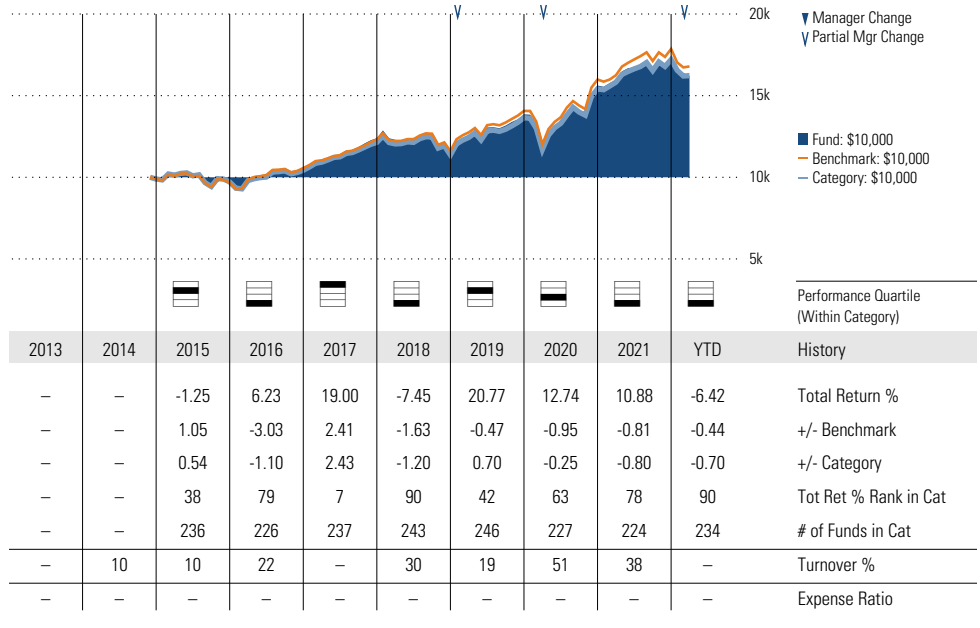 20k
▼ Manager Change
Partial Mgr Change
15k
Fund: $10,000
Benchmark: $10,000
10k
Category: $10,000
5k
Performance Quartile
(Within Category)
2013 2014 2015 2016 2017 2018 2019 2020 2021 YTD History
– – -1.25 6.23 19.00 -7.45 20.77 12.74 10.88 -6.42 Total Return %
– – 1.05 -3.03 2.41 -1.63 -0.47 -0.95 -0.81 -0.44 +/- Benchmark
– – 0.54 -1.10 2.43 -1.20 0.70 -0.25 -0.80 -0.70 +/- Category
– – 38 79 7 90 42 63 78 90 Tot Ret % Rank in Cat
– – 236 226 237 243 246 227 224 234 # of Funds in Cat
– 10 10 22 – 30 19 51 38 – Turnover %
– – – – – – – – – – Expense Ratio